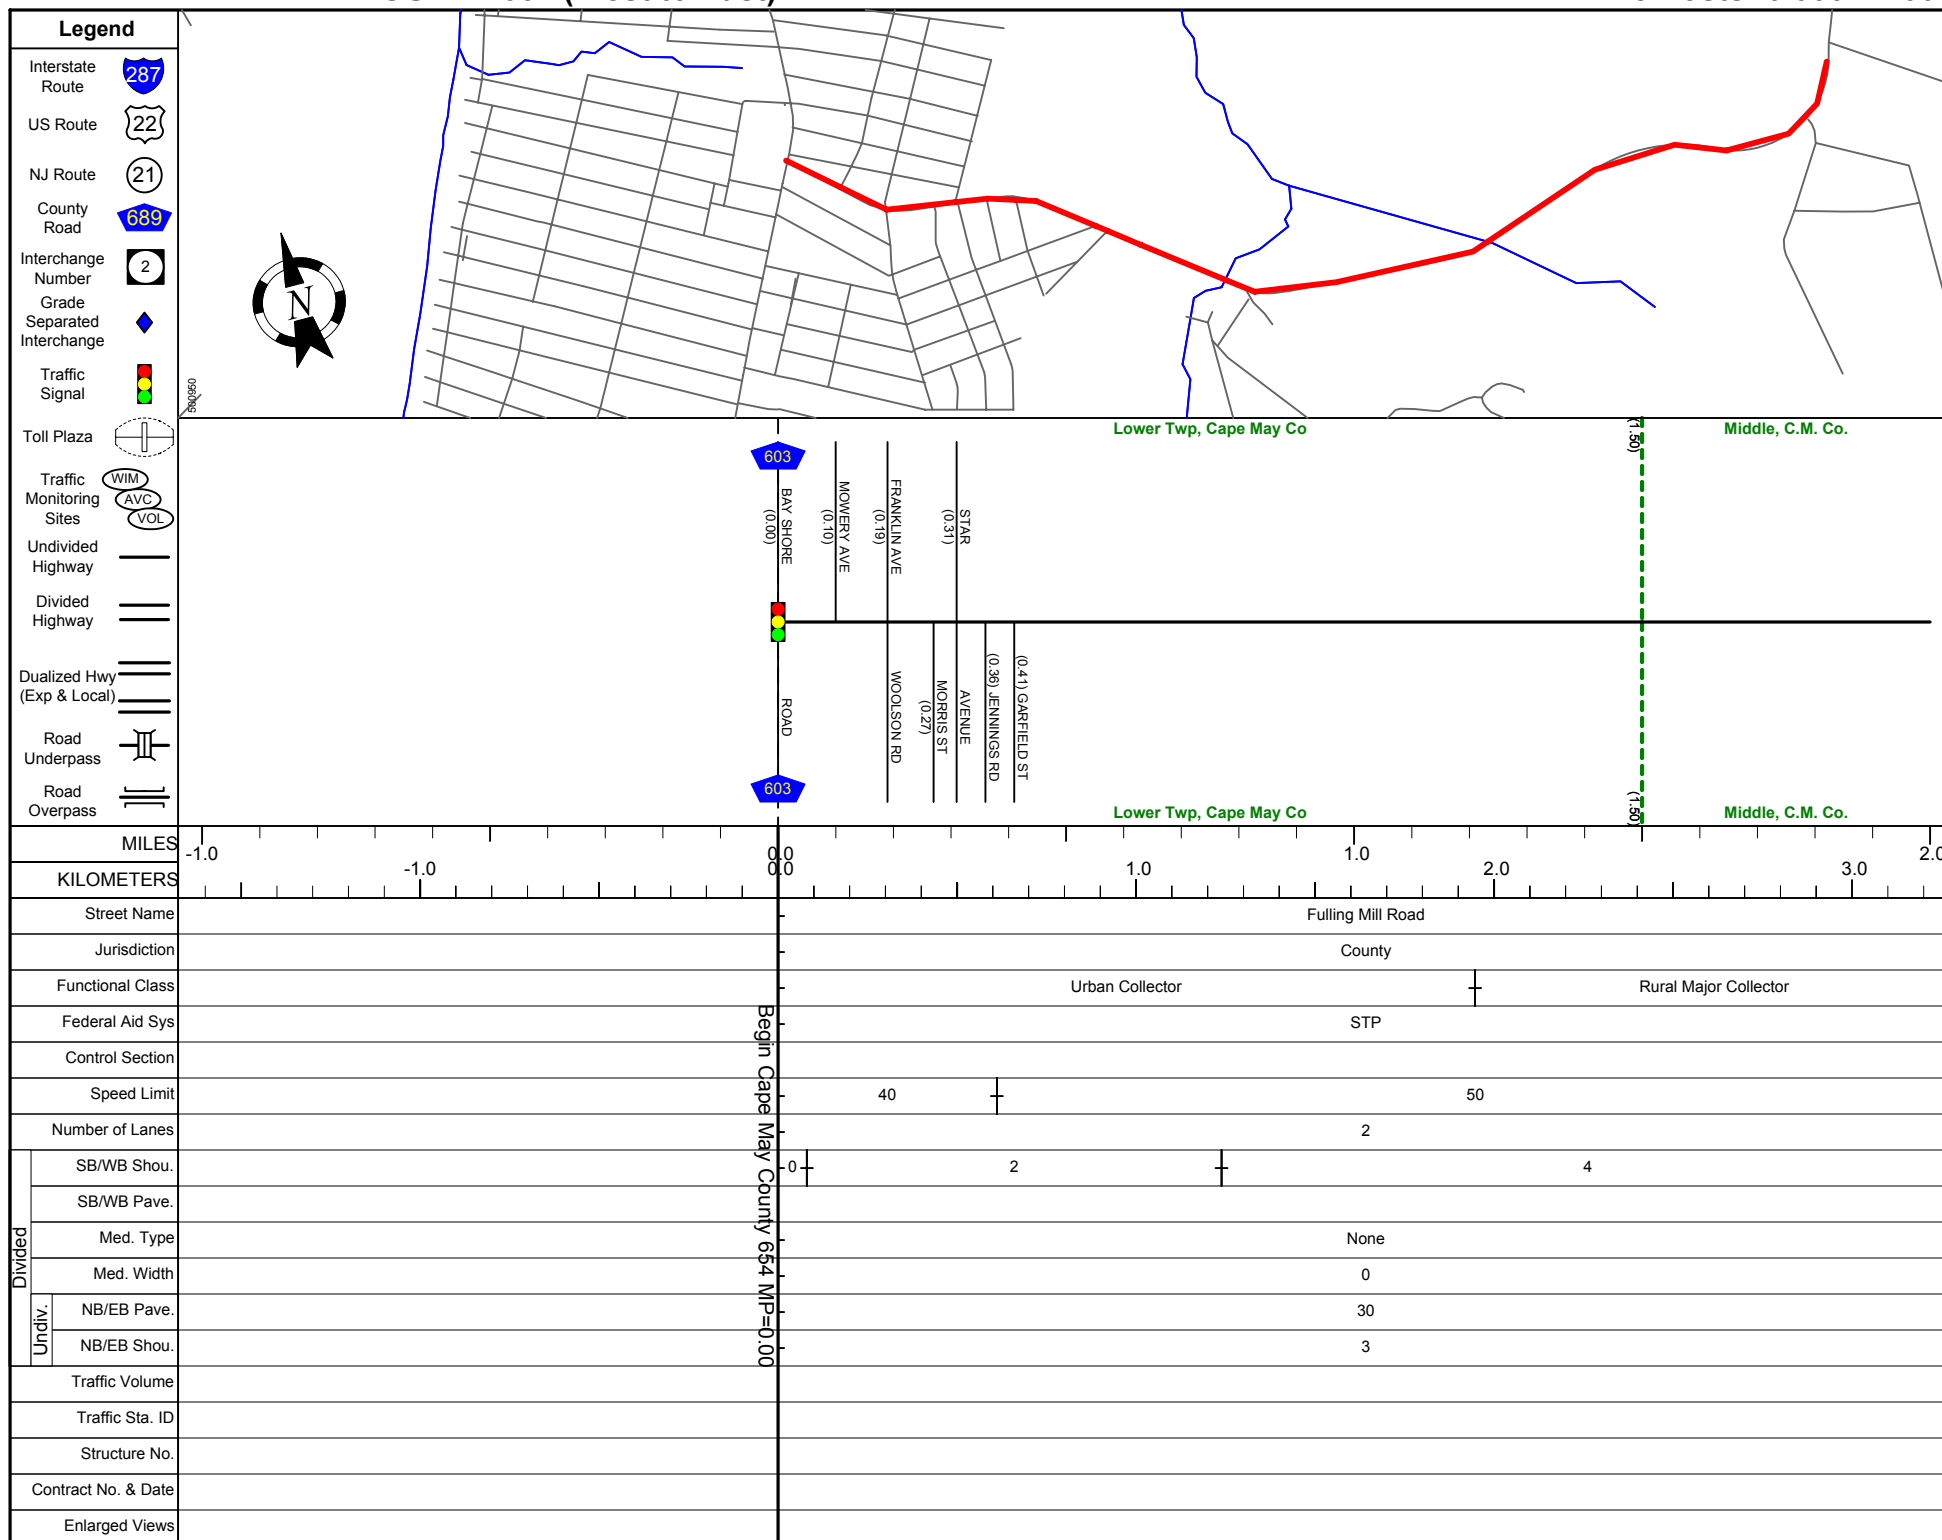 Legend
Interstate Route
287
US Route
22
NJ Route
21
County Road
689
Interchange Number
2
Grade Separated Interchange
Traffic Signal
Toll Plaza
Traffic Monitoring Sites
WIM
AVC
VOL
Undivided Highway
Divided Highway
Dualized Hwy (Exp & Local)
Road Underpass
Road Overpass
N
Lower Twp, Cape May Co
(1.50)
Middle, C.M. Co.
603
BAY SHORE
(0.00)
MOWERY AVE
(0.10)
FRANKLIN AVE
(0.19)
STAR
(0.31)
ROAD
WOOLSON RD
MORRIS ST
(0.27)
AVENUE
(0.36) JENNINGS RD
(0.41) GARFIELD ST
603
Lower Twp, Cape May Co
(1.50)
Middle, C.M. Co.
MILES
-1.0
0.0
1.0
2.0
KILOMETERS
-1.0
0.0
1.0
2.0
3.0
Street Name
Fulling Mill Road
Jurisdiction
County
Functional Class
Urban Collector
Rural Major Collector
Federal Aid Sys
STP
Control Section
Speed Limit
40
50
Number of Lanes
2
Divided
SB/WB Shou.
0
2
4
SB/WB Pave.
Med. Type
None
Med. Width
0
Undiv.
NB/EB Pave.
30
NB/EB Shou.
3
Traffic Volume
Traffic Sta. ID
Structure No.
Contract No. & Date
Enlarged Views
Begin Cape May County 654 MP=0.00